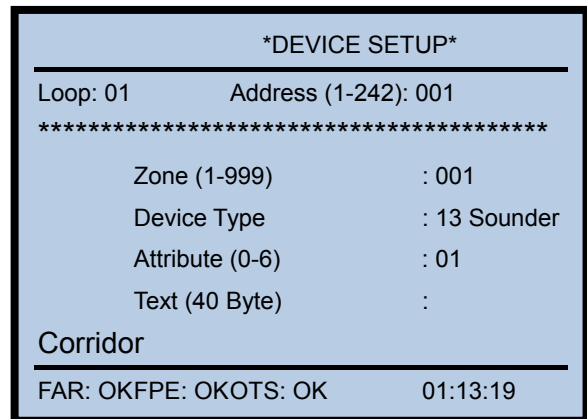 *DEVICE SETUP*
Loop: 01 Address (1-242): 001
*****************************************
Zone (1-999) : 001
Device Type : 13 Sounder
Attribute (0-6) : 01
Text (40 Byte) :
Corridor
FAR: OKFPE: OKOTS: OK 01:13:19